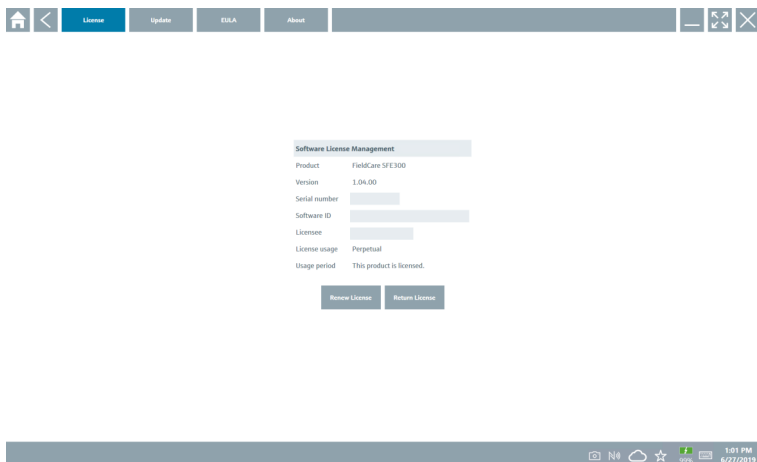 License Update EULA About
Software License Management
Product FieldCare SFE300
Version 1.04.00
Serial number
Software ID
Licensee
License usage Perpetual
Usage period This product is licensed.
Renew License Return License
1:01 PM
6/27/2019